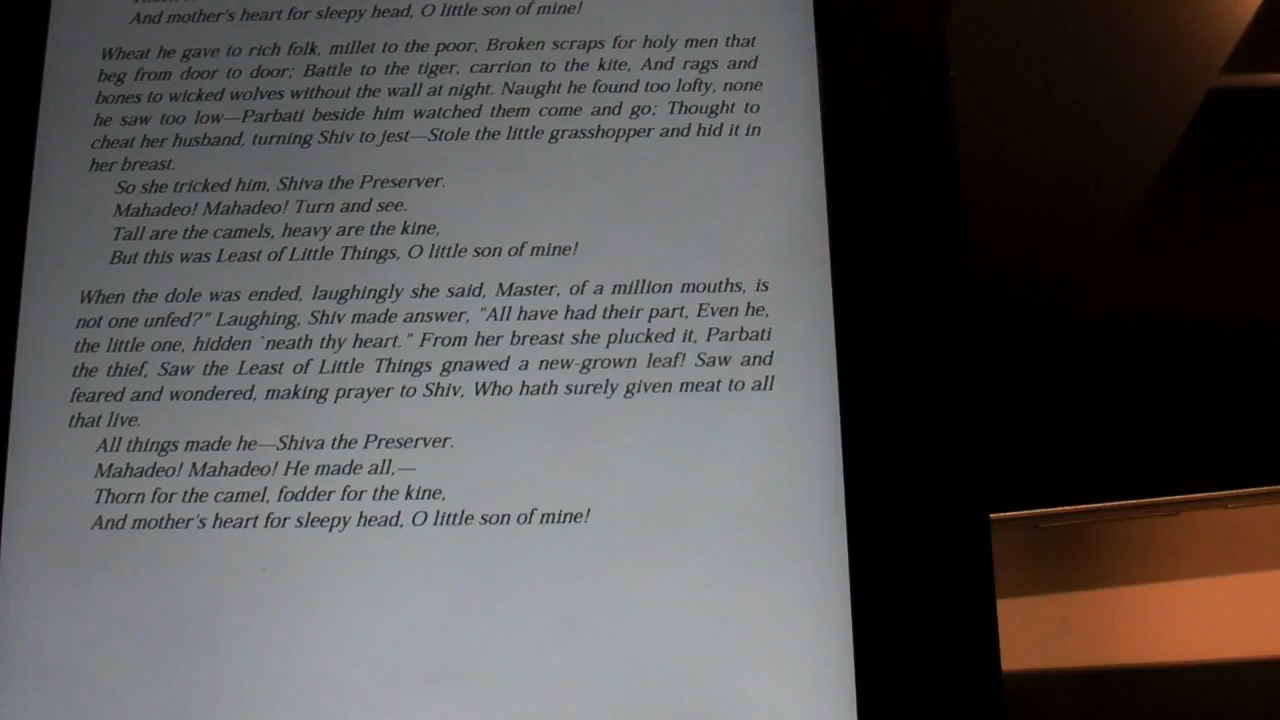 And mother's heart for sleepy head, O little son of mine!
Wheat he gave to rich folk, millet to the poor, Broken scraps for holy men that
beg from door to door; Battle to the tiger, carrion to the kite, And rags and
bones to wicked wolves without the wall at night. Naught he found too lofty, none
he saw too low—Parbati beside him watched them come and go; Thought to
cheat her husband, turning Shiv to jest—Stole the little grasshopper and hid it in
her breast.
So she tricked him, Shiva the Preserver.
Mahadeo! Mahadeo! Turn and see.
Tall are the camels, heavy are the kine,
But this was Least of Little Things, O little son of mine!
When the dole was ended, laughingly she said, Master, of a million mouths, is
not one unfed?" Laughing, Shiv made answer, "All have had their part, Even he,
the little one, hidden `neath thy heart." From her breast she plucked it, Parbati
the thief, Saw the Least of Little Things gnawed a new-grown leaf! Saw and
feared and wondered, making prayer to Shiv, Who hath surely given meat to all
that live.
All things made he—Shiva the Preserver.
Mahadeo! Mahadeo! He made all,—
Thorn for the camel, fodder for the kine,
And mother's heart for sleepy head, O little son of mine!